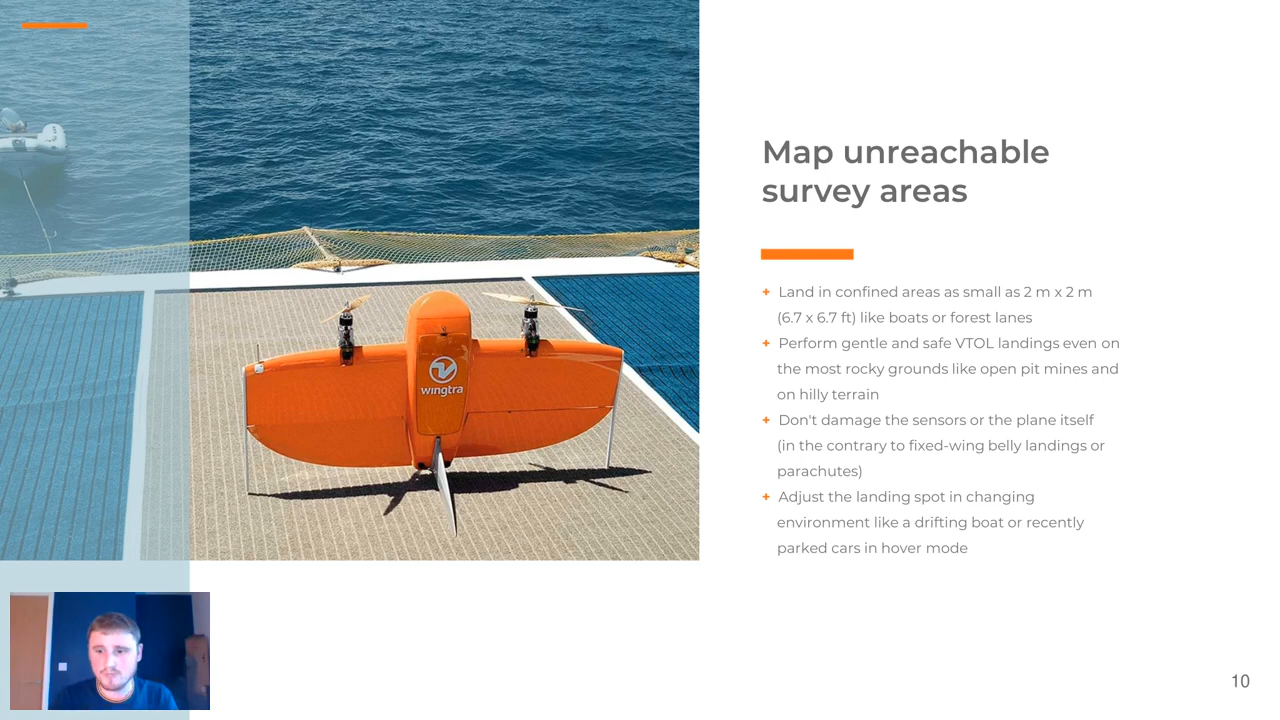 Map unreachable
survey areas
+ Land in confined areas as small as 2 m x 2 m
(6.7 x 6.7 ft) like boats or forest lanes
+ Perform gentle and safe VTOL landings even on
the most rocky grounds like open pit mines and
on hilly terrain
+ Don't damage the sensors or the plane itself
(in the contrary to fixed-wing belly landings or
parachutes)
+ Adjust the landing spot in changing
environment like a drifting boat or recently
parked cars in hover mode
wingtra
10